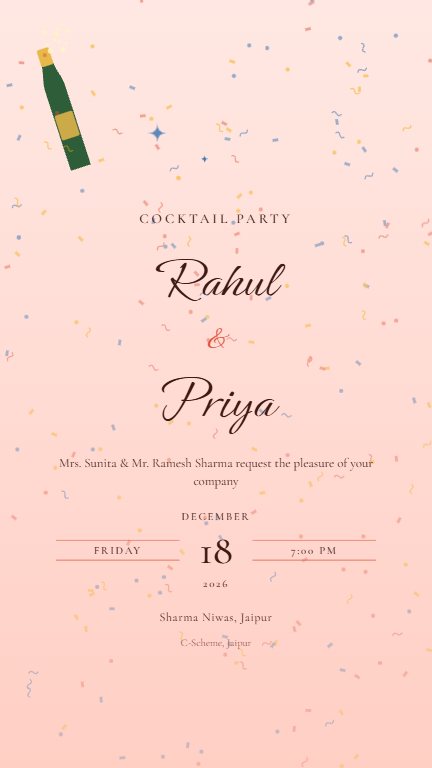 COCKTAIL PARTY
Rahul
&
Priya
Mrs. Sunita & Mr. Ramesh Sharma request the pleasure of your
company
DECEMBER
FRIDAY
18
7:00 PM
2026
Sharma Niwas, Jaipur
C-Scheme, Jaipur